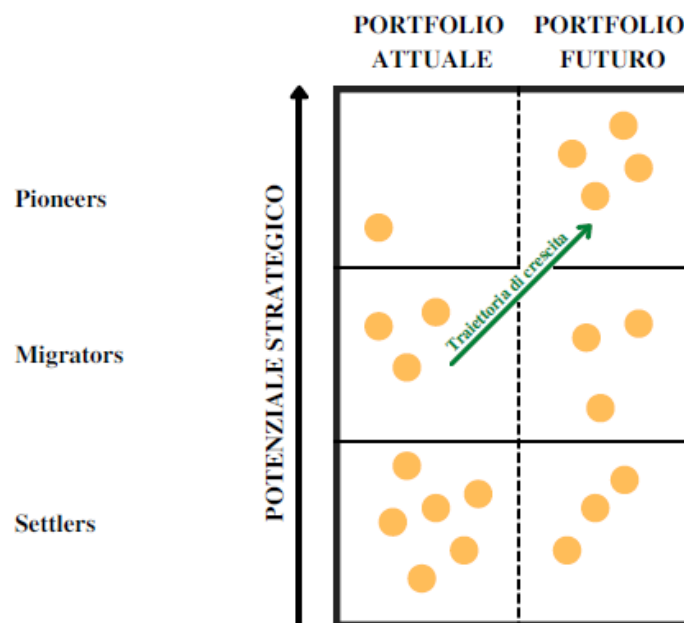 PORTFOLIO
ATTUALE
PORTFOLIO
FUTURO
Pioneers
Migrators
Settlers
POTENZIALE STRATEGICO
Traiettoria di crescita